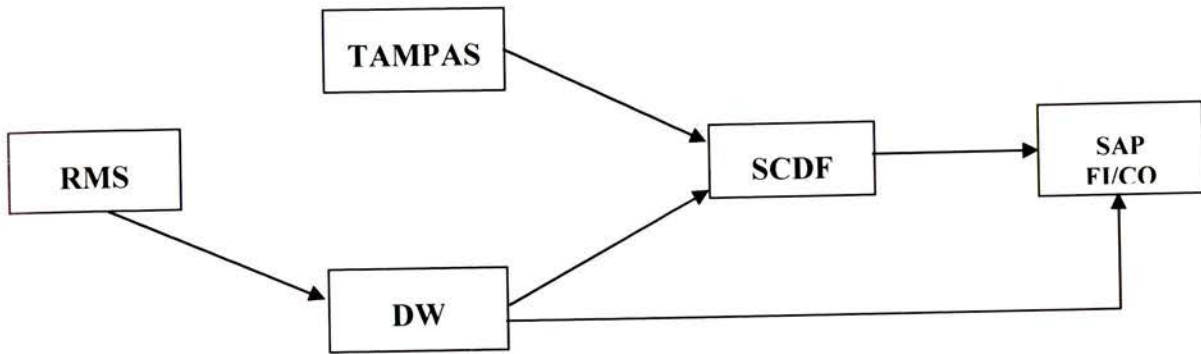 TAMPAS
RMS
SCDF
SAP
FI/CO
DW